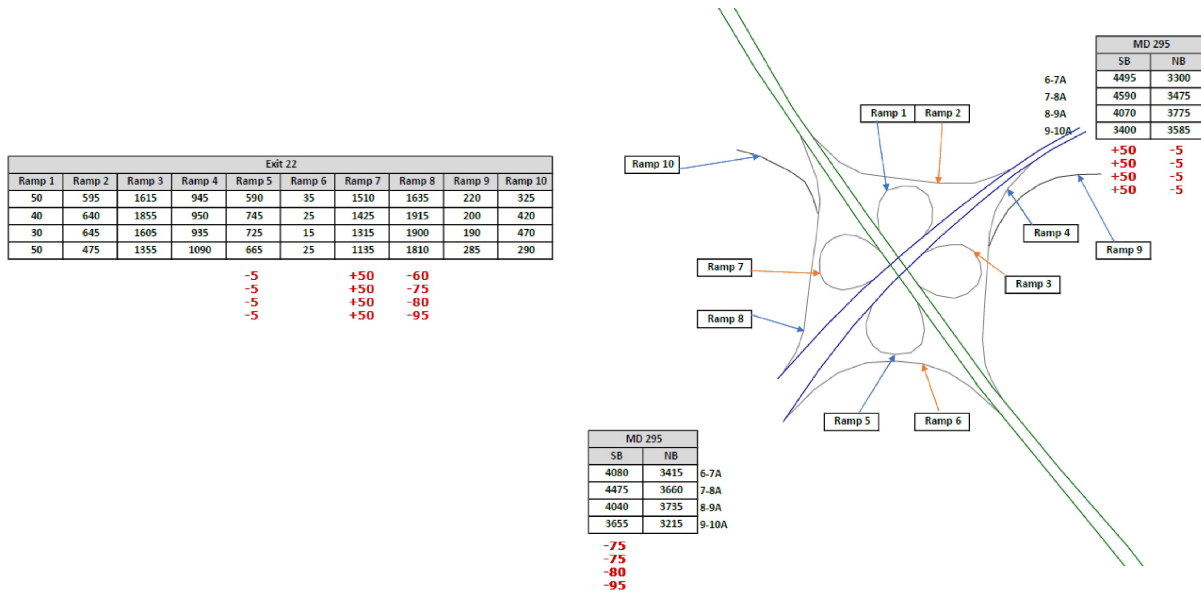 MD 295
SB NB
6-7A 4495 3300
7-8A 4590 3475
8-9A 4070 3775
9-10A 3400 3585
+50 -5
+50 -5
+50 -5
+50 -5
Ramp 1 Ramp 2
Ramp 10
Exit 22
Ramp 1 Ramp 2 Ramp 3 Ramp 4 Ramp 5 Ramp 6 Ramp 7 Ramp 8 Ramp 9 Ramp 10
50 595 1615 945 590 35 1510 1635 220 325
40 640 1855 950 745 25 1425 1915 200 420
30 645 1605 935 725 15 1315 1900 190 470
50 475 1355 1090 665 25 1135 1810 285 290
-5 +50 -60
-5 +50 -75
-5 +50 -80
-5 +50 -95
Ramp 4
Ramp 9
Ramp 7
Ramp 3
Ramp 8
Ramp 5 Ramp 6
MD 295
SB NB
4080 3415 6-7A
4475 3660 7-8A
4040 3735 8-9A
3655 3215 9-10A
-75
-75
-80
-95